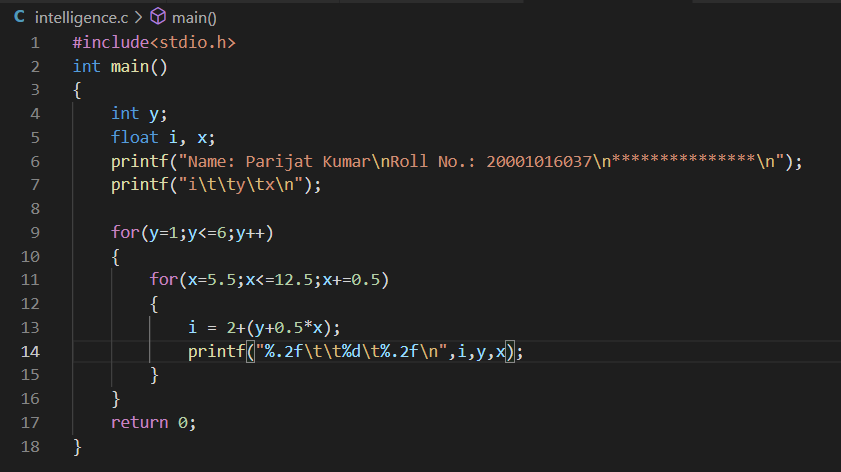 C intelligence.c > main()
1 #include<stdio.h>
2 int main()
3 {
4     int y;
5     float i, x;
6     printf("Name: Parijat Kumar\nRoll No.: 20001016037\n***************\n");
7     printf("i\t\ty\tx\n");
8
9     for(y=1;y<=6;y++)
10     {
11         for(x=5.5;x<=12.5;x+=0.5)
12         {
13             i = 2+(y+0.5*x);
14             printf("%.2f\t\t%d\t%.2f\n",i,y,x);
15         }
16     }
17     return 0;
18 }